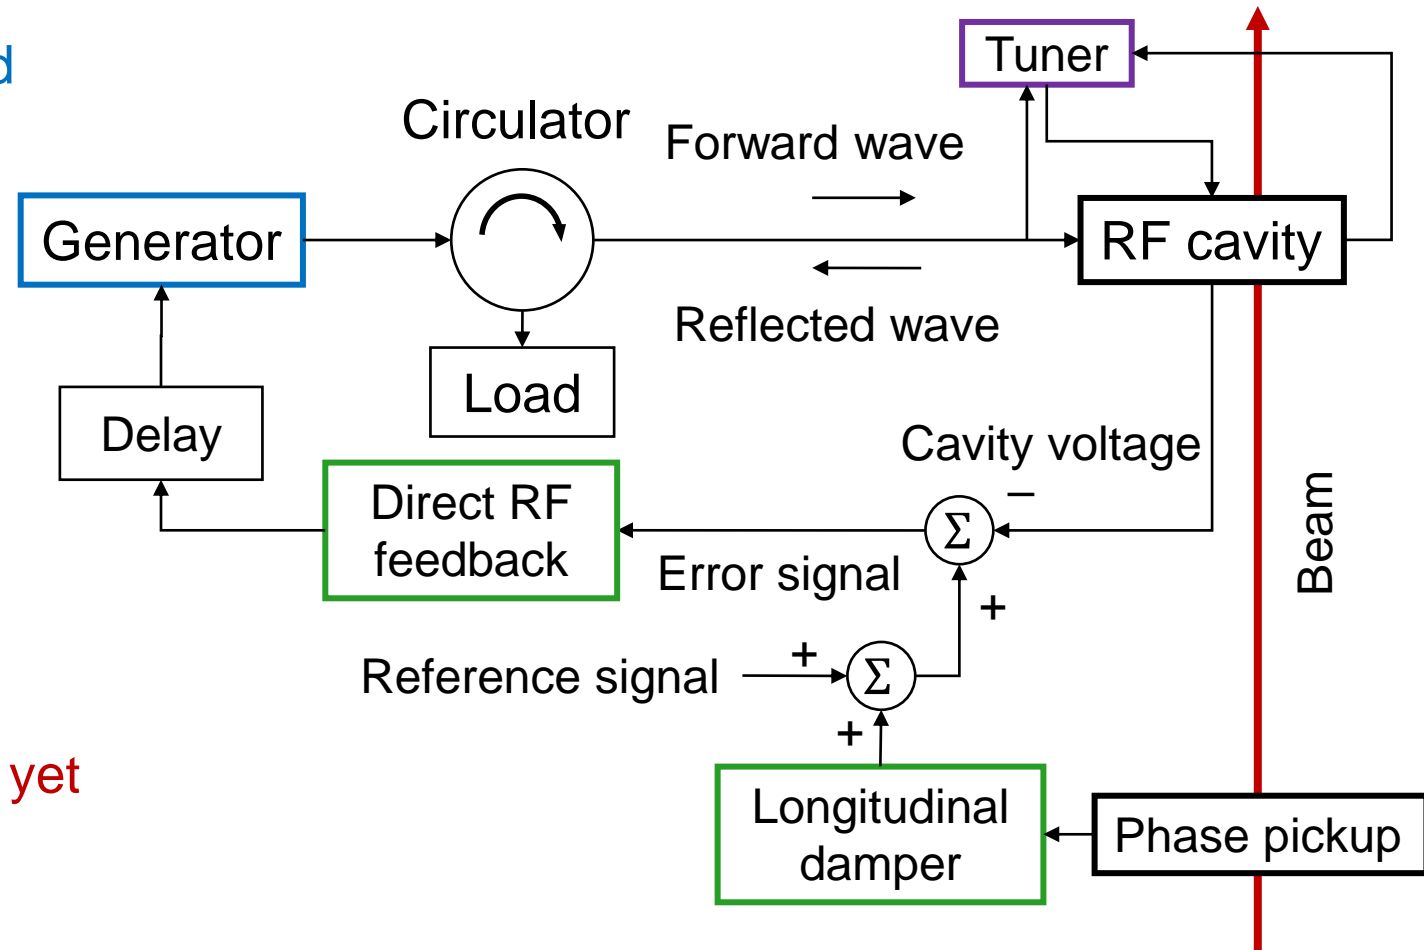 d
Tuner
Circulator
Forward wave
Generator
RF cavity
Reflected wave
Load
Delay
Cavity voltage
−
Direct RF
feedback
Σ
Error signal
Beam
+
Reference signal
+
Σ
+
yet
Longitudinal
damper
Phase pickup